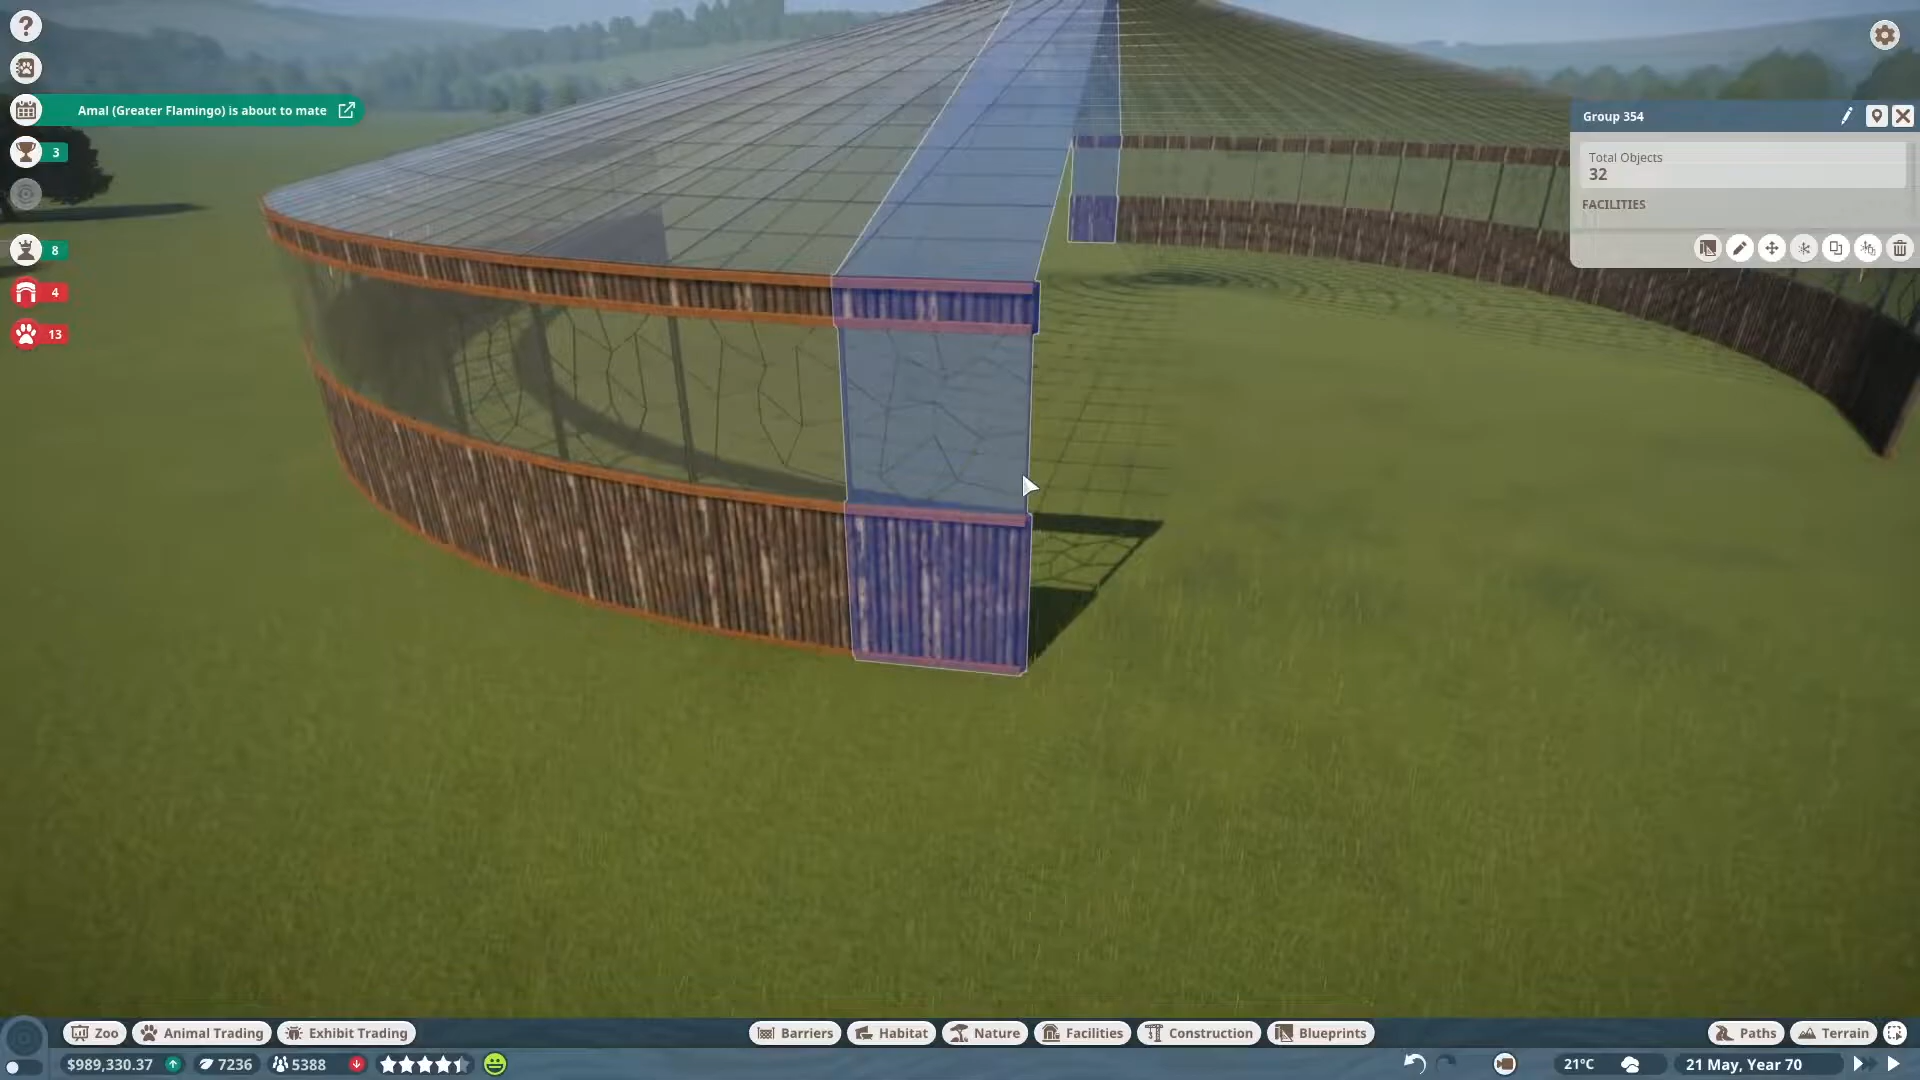 ?
Amal (Greater Flamingo) is about to mate
3
8
4
13
Group 354
Total Objects
32
FACILITIES
Zoo
Animal Trading
Exhibit Trading
Barriers
Habitat
Nature
Facilities
Construction
Blueprints
Paths
Terrain
$989,330.37
7236
5388
21°C
21 May, Year 70